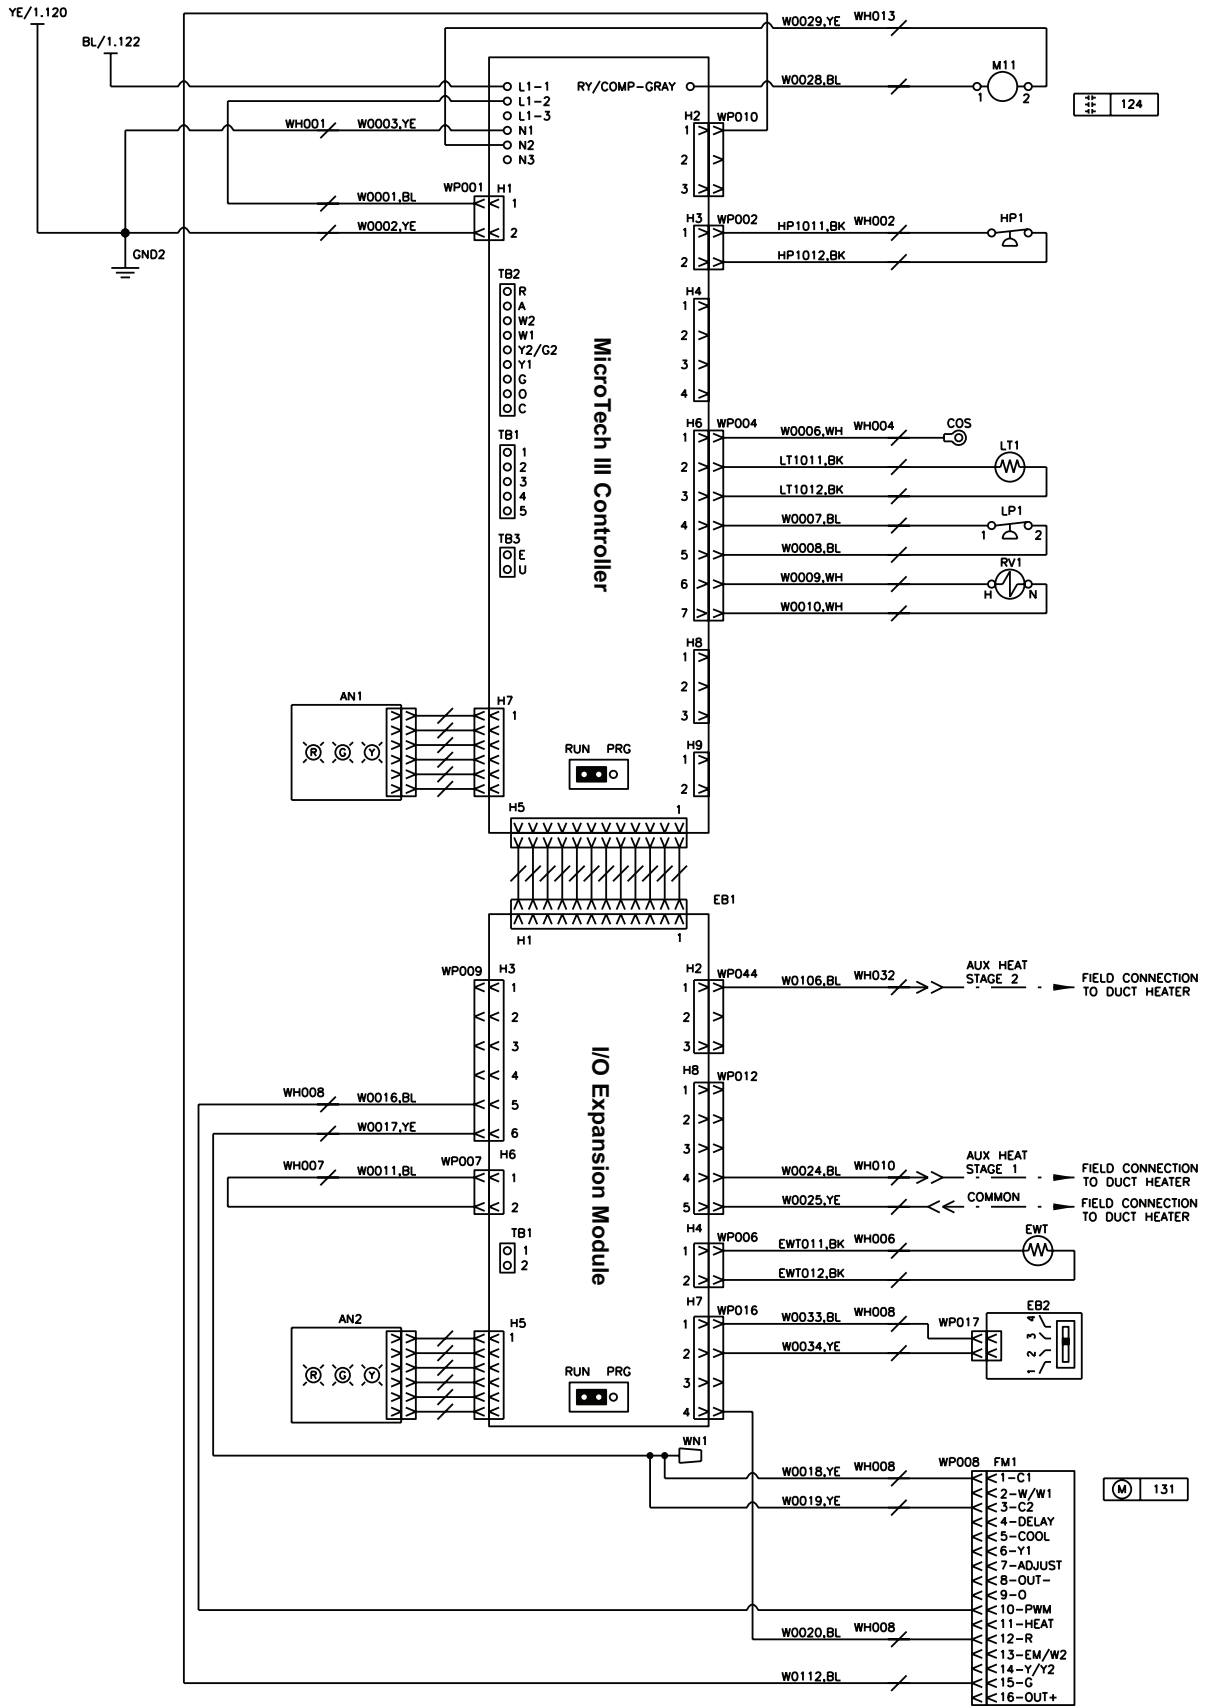 YE/1.120
BL/1.122
W0029,YE WH013
L1-1
L1-2
L1-3
N1
N2
N3
RY/COMP-GRAY
W0028,BL
M11
1 2
124
WH001 W0003,YE
H2 WP010
1
2
3
W0001,BL
WP001 H1
1
W0002,YE
2
GND2
H3 WP002
1
HP1011,BK WH002
HP1
2
HP1012,BK
TB2
R
A
W2
W1
Y2/G2
Y1
G
O
C
H4
1
2
3
4
MicroTech III Controller
TB1
1
2
3
4
5
TB3
E
U
H6 WP004
1
W0006,WH WH004
COS
2
LT1011,BK
LT1
3
LT1012,BK
4
W0007,BL
LP1
1 2
5
W0008,BL
6
W0009,WH
RV1
H N
7
W0010,WH
H8
1
2
3
H9
1
2
AN1
R G Y
H7
1
RUN PRG
H5 1
EB1
H1 1
WP009 H3
1
2
3
4
5
6
WH008 W0016,BL
W0017,YE
H2 WP044
1
2
3
W0106,BL WH032
AUX HEAT
STAGE 2
FIELD CONNECTION
TO DUCT HEATER
I/O Expansion Module
H8 WP012
1
2
3
4
5
W0024,BL WH010
AUX HEAT
STAGE 1
FIELD CONNECTION
TO DUCT HEATER
W0025,YE
COMMON
FIELD CONNECTION
TO DUCT HEATER
WH007 W0011,BL
WP007 H6
1
2
TB1
1
2
H4 WP006
1
EWT011,BK WH006
EWT
2
EWT012,BK
H7 WP016
1
2
3
4
W0033,BL WH008
W0034,YE
WP017
EB2
4
3
2
1
AN2
R G Y
H5
1
RUN PRG
WN1
W0018,YE WH008
W0019,YE
W0020,BL WH008
W0112,BL
WP008 FM1
1-C1
2-W/W1
3-C2
4-DELAY
5-COOL
6-Y1
7-ADJUST
8-OUT-
9-O
10-PWM
11-HEAT
12-R
13-EM/W2
14-Y/Y2
15-G
16-OUT+
M 131